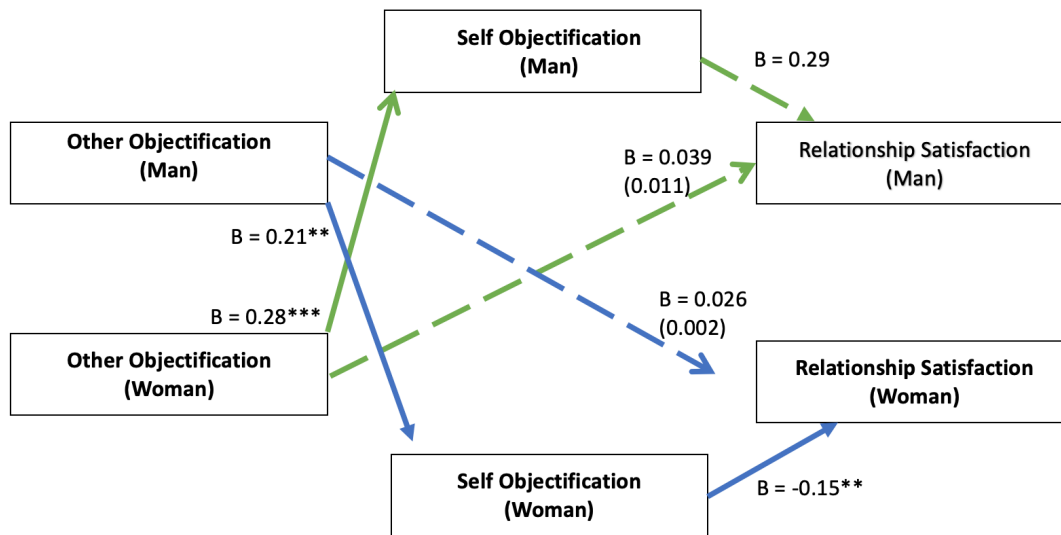 Self Objectification
(Man)
B = 0.29
Other Objectification
(Man)
B = 0.039
(0.011)
Relationship Satisfaction
(Man)
B = 0.21**
B = 0.28***
B = 0.026
(0.002)
Other Objectification
(Woman)
Relationship Satisfaction
(Woman)
Self Objectification
(Woman)
B = -0.15**